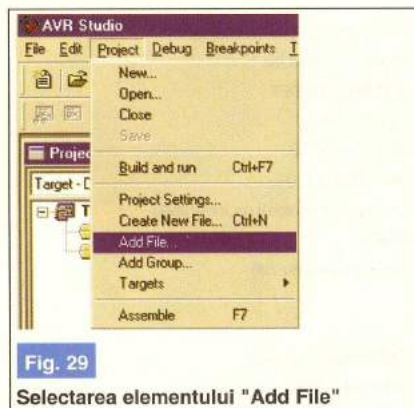 AVR Studio
File Edit Project Debug Breakpoints T
New...
Open...
Close
Save
Build and run Ctrl+F7
Project Settings...
Create New File... Ctrl+N
Add File...
Add Group...
Targets
Assemble F7
Projec
Target - D
T
Fig. 29
Selectarea elementului "Add File"